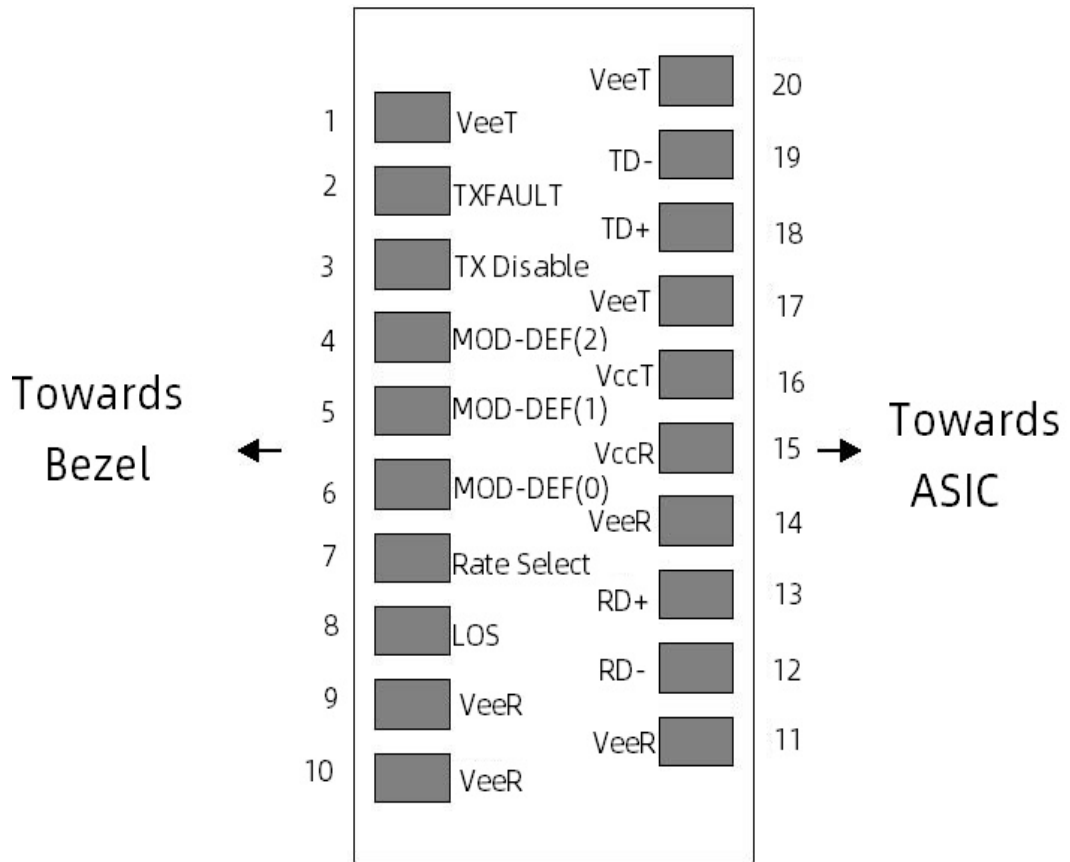 VeeT 20
1 VeeT
TD- 19
2 TXFAULT
TD+ 18
3 TX Disable
VeeT 17
4 MOD-DEF(2)
VccT 16
Towards
Bezel
5 MOD-DEF(1)
VccR 15
Towards
ASIC
6 MOD-DEF(0)
VeeR 14
7 Rate Select
RD+ 13
8 LOS
RD- 12
9 VeeR
VeeR 11
10 VeeR